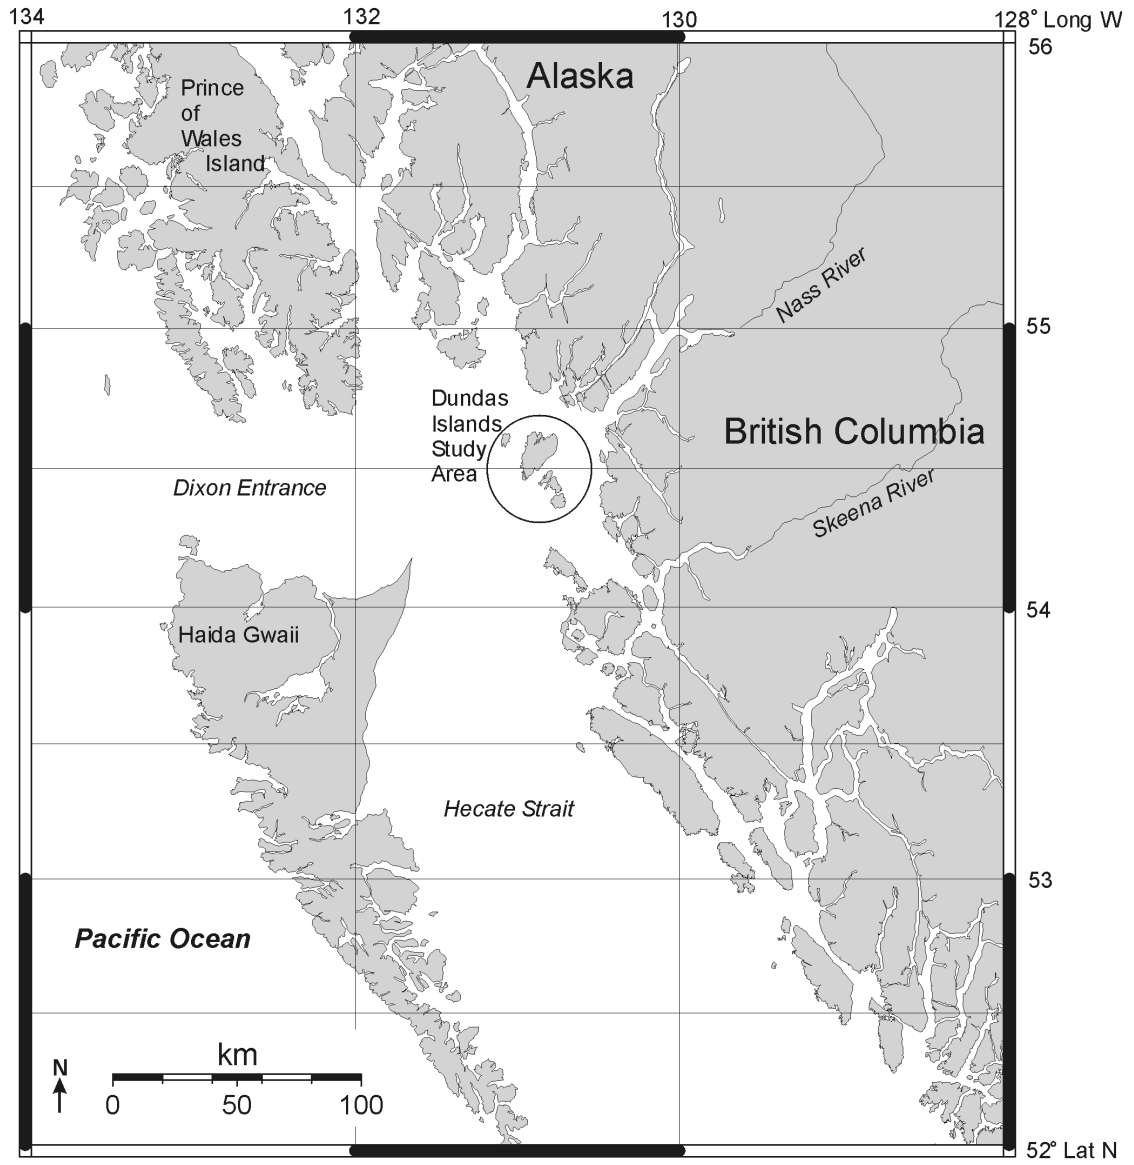 134
132
130
128° Long W
56
Alaska
Prince
of
Wales
Island
Nass River
55
Dundas
Islands
Study
Area
British Columbia
Dixon Entrance
Skeena River
54
Haida Gwaii
Hecate Strait
53
Pacific Ocean
km
N
0 50 100
52° Lat N